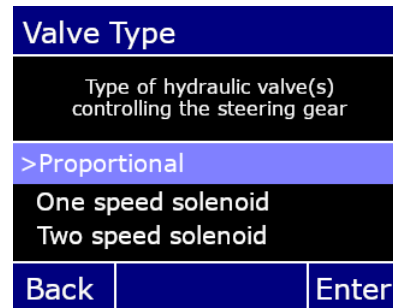 Valve Type
Type of hydraulic valve(s)
controlling the steering gear
>Proportional
One speed solenoid
Two speed solenoid
Back
Enter